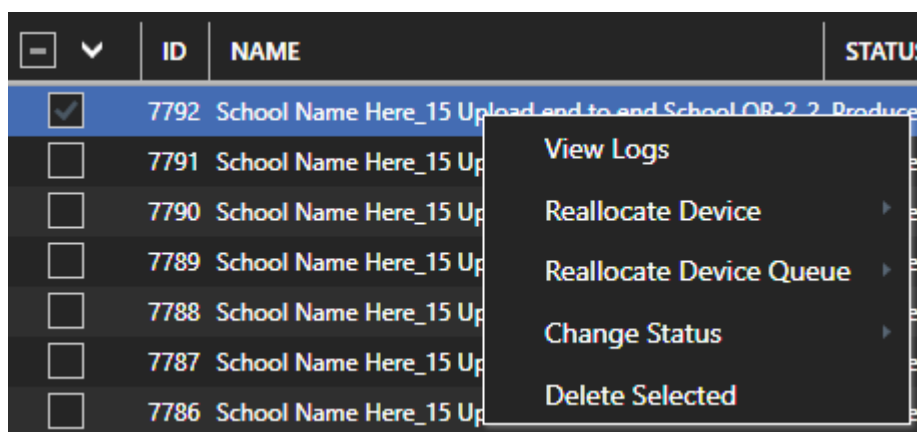 ID NAME STATUS
7792 School Name Here_15 Upload end to end School QR-2_2 Produce
7791 School Name Here_15 Up
View Logs
7790 School Name Here_15 Up
Reallocate Device
7789 School Name Here_15 Up
Reallocate Device Queue
7788 School Name Here_15 Up
Change Status
7787 School Name Here_15 Up
Delete Selected
7786 School Name Here_15 Up